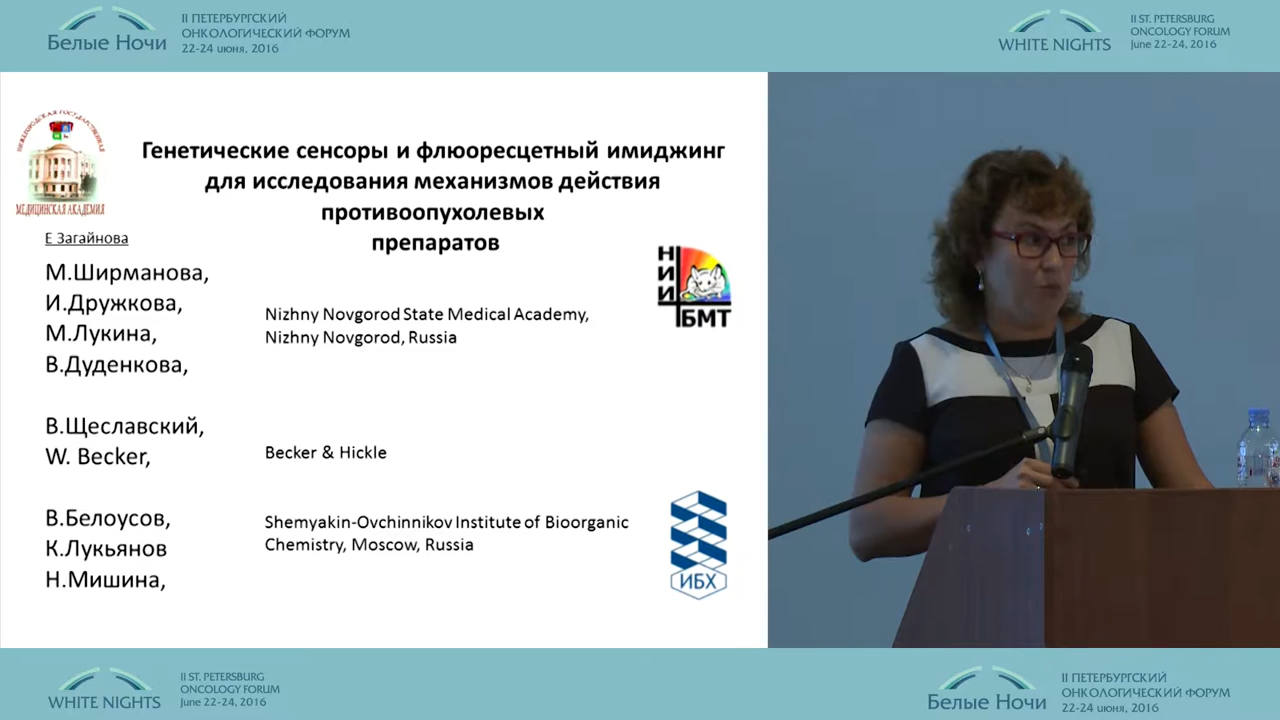 Белые Ночи
II ПЕТЕРБУРГСКИЙ
ОНКОЛОГИЧЕСКИЙ ФОРУМ
22-24 июня, 2016
WHITE NIGHTS
II ST. PETERSBURG
ONCOLOGY FORUM
June 22-24, 2016
НИЖЕГОРОДСКАЯ ГОСУДАРСТВЕННАЯ
МЕДИЦИНСКАЯ АКАДЕМИЯ
Генетические сенсоры и флюоресцетный имиджинг
для исследования механизмов действия
противоопухолевых
препаратов
Е Загайнова
М.Ширманова,
И.Дружкова,
М.Лукина,
В.Дуденкова,
Nizhny Novgorod State Medical Academy,
Nizhny Novgorod, Russia
НИИ
БМТ
В.Щеславский,
W. Becker,
Becker & Hickle
В.Белоусов,
К.Лукьянов
Н.Мишина,
Shemyakin-Ovchinnikov Institute of Bioorganic
Chemistry, Moscow, Russia
ИБХ
WHITE NIGHTS
II ST. PETERSBURG
ONCOLOGY FORUM
June 22-24, 2016
Белые Ночи
II ПЕТЕРБУРГСКИЙ
ОНКОЛОГИЧЕСКИЙ ФОРУМ
22-24 июня, 2016